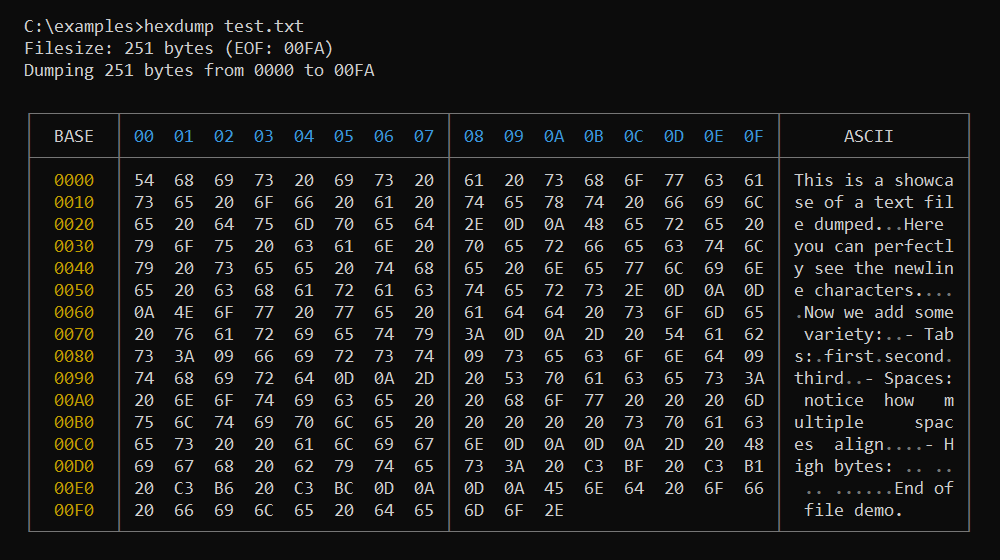 C:\examples>hexdump test.txt
Filesize: 251 bytes (EOF: 00FA)
Dumping 251 bytes from 0000 to 00FA
BASE 00 01 02 03 04 05 06 07 08 09 0A 0B 0C 0D 0E 0F ASCII
0000 54 68 69 73 20 69 73 20 61 20 73 68 6F 77 63 61 This is a showca
0010 73 65 20 6F 66 20 61 20 74 65 78 74 20 66 69 6C se of a text fil
0020 65 20 64 75 6D 70 65 64 2E 0D 0A 48 65 72 65 20 e dumped...Here
0030 79 6F 75 20 63 61 6E 20 70 65 72 66 65 63 74 6C you can perfectl
0040 79 20 73 65 65 20 74 68 65 20 6E 65 77 6C 69 6E y see the newlin
0050 65 20 63 68 61 72 61 63 74 65 72 73 2E 0D 0A 0D e characters....
0060 0A 4E 6F 77 20 77 65 20 61 64 64 20 73 6F 6D 65 .Now we add some
0070 20 76 61 72 69 65 74 79 3A 0D 0A 2D 20 54 61 62  variety:..- Tab
0080 73 3A 09 66 69 72 73 74 09 73 65 63 6F 6E 64 09 s:.first.second.
0090 74 68 69 72 64 0D 0A 2D 20 53 70 61 63 65 73 3A third..- Spaces:
00A0 20 6E 6F 74 69 63 65 20 20 68 6F 77 20 20 20 6D  notice  how   m
00B0 75 6C 74 69 70 6C 65 20 20 20 20 20 73 70 61 63 ultiple     spac
00C0 65 73 20 20 61 6C 69 67 6E 0D 0A 0D 0A 2D 20 48 es  align....- H
00D0 69 67 68 20 62 79 74 65 73 3A 20 C3 BF 20 C3 B1 igh bytes: .. ..
00E0 20 C3 B6 20 C3 BC 0D 0A 0D 0A 45 6E 64 20 6F 66  .. ......End of
00F0 20 66 69 6C 65 20 64 65 6D 6F 2E  file demo.